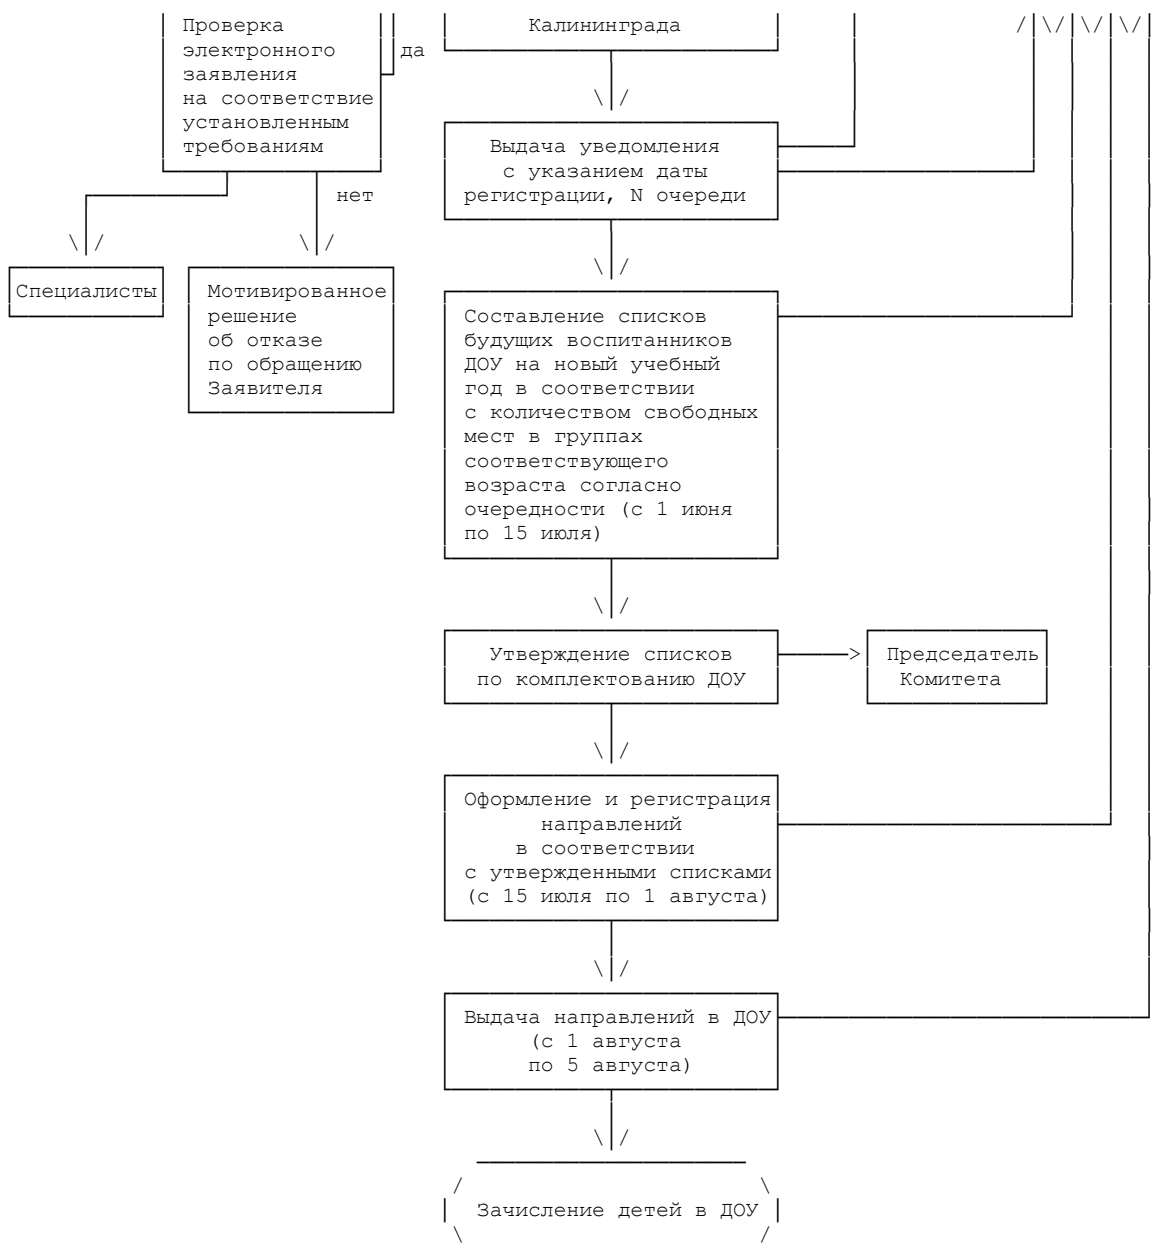 Проверка
электронного
заявления
на соответствие
установленным
требованиям
да
нет
Специалисты
Мотивированное
решение
об отказе
по обращению
Заявителя
Калининграда
Выдача уведомления
с указанием даты
регистрации, N очереди
Составление списков
будущих воспитанников
ДОУ на новый учебный
год в соответствии
с количеством свободных
мест в группах
соответствующего
возраста согласно
очередности (с 1 июня
по 15 июля)
Утверждение списков
по комплектованию ДОУ
Председатель
Комитета
Оформление и регистрация
направлений
в соответствии
с утвержденными списками
(с 15 июля по 1 августа)
Выдача направлений в ДОУ
(с 1 августа
по 5 августа)
Зачисление детей в ДОУ